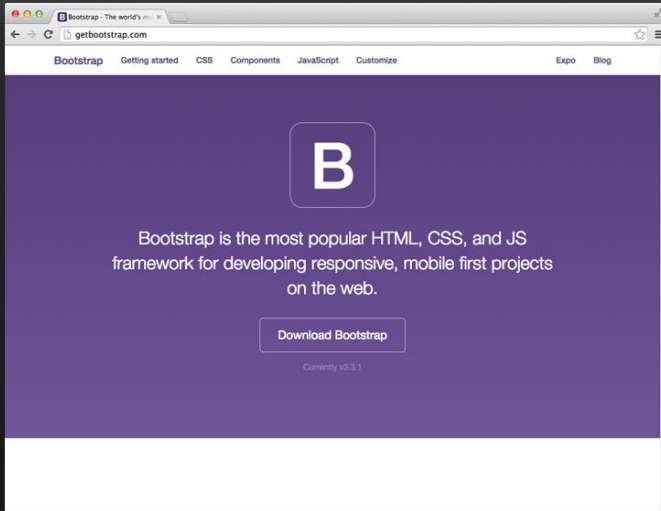 B Bootstrap · The world's m
getbootstrap.com
Bootstrap Getting started CSS Components JavaScript Customize Expo Blog
B
Bootstrap is the most popular HTML, CSS, and JS
framework for developing responsive, mobile first projects
on the web.
Download Bootstrap
Currently v3.3.1